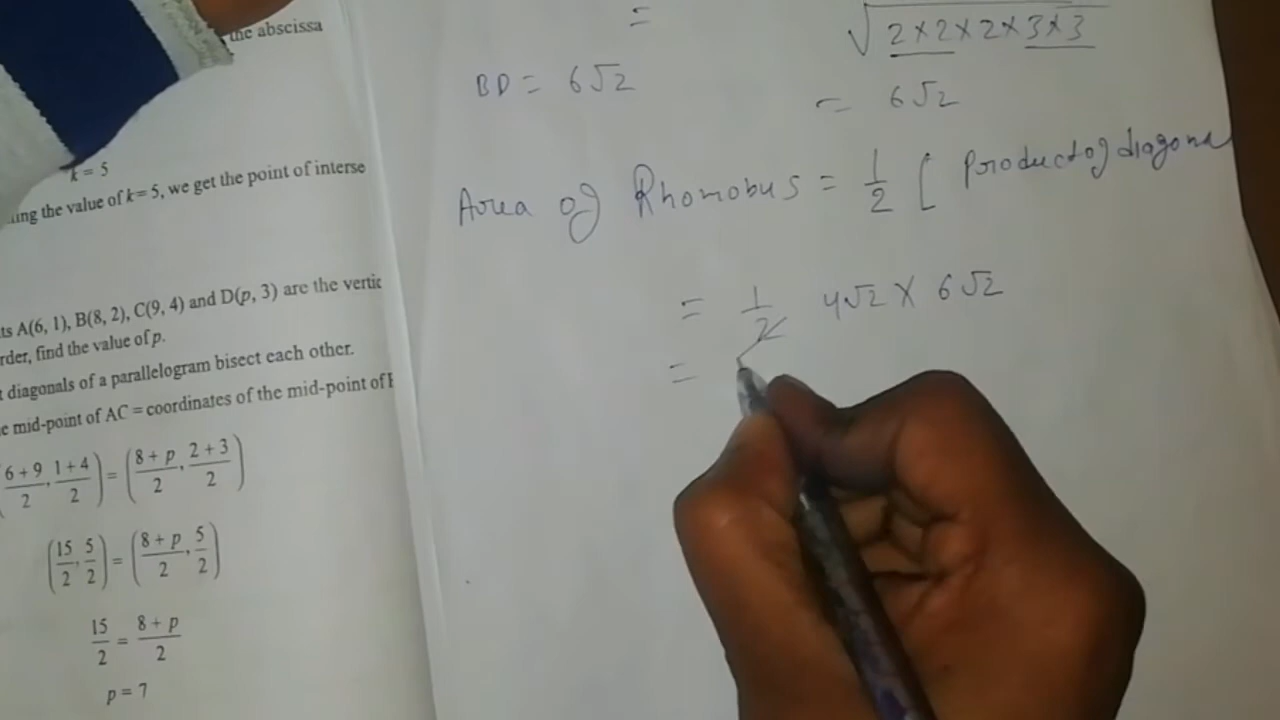 the abscissa
k = 5
ing the value of k = 5, we get the point of interse
ts A(6, 1), B(8, 2), C(9, 4) and D(p, 3) are the vertic
rder, find the value of p.
t diagonals of a parallelogram bisect each other.
e mid-point of AC = coordinates of the mid-point of
(6 + 9/2, 1 + 4/2) = (8 + p/2, 2 + 3/2)
(15/2, 5/2) = (8 + p/2, 5/2)
15/2 = 8 + p/2
p = 7
= √2×2×2×3×3
BD = 6√2
= 6√2
Area of Rhomobus = 1/2 [ Product of diagona
= 1/2 4√2 × 6√2
=